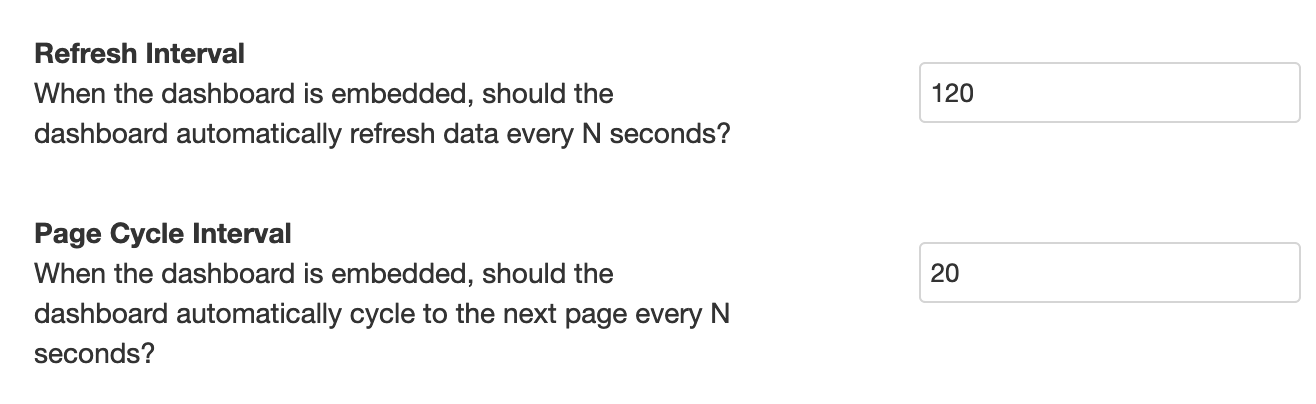 Refresh Interval
When the dashboard is embedded, should the
dashboard automatically refresh data every N seconds?
120
Page Cycle Interval
When the dashboard is embedded, should the
dashboard automatically cycle to the next page every N
seconds?
20